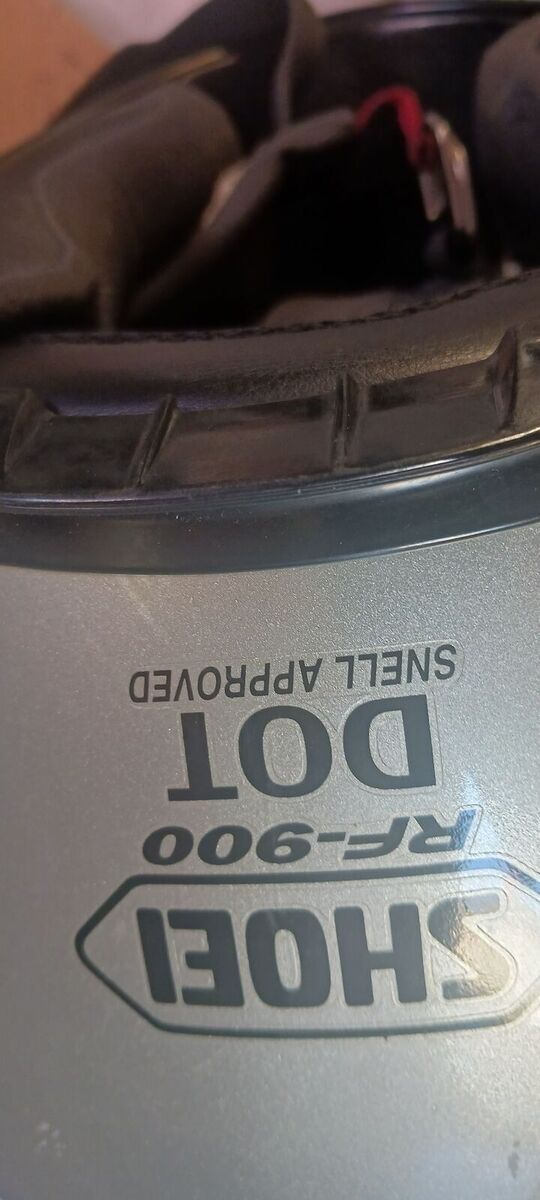 SHOEI
RF-900
DOT
SNELL APPROVED